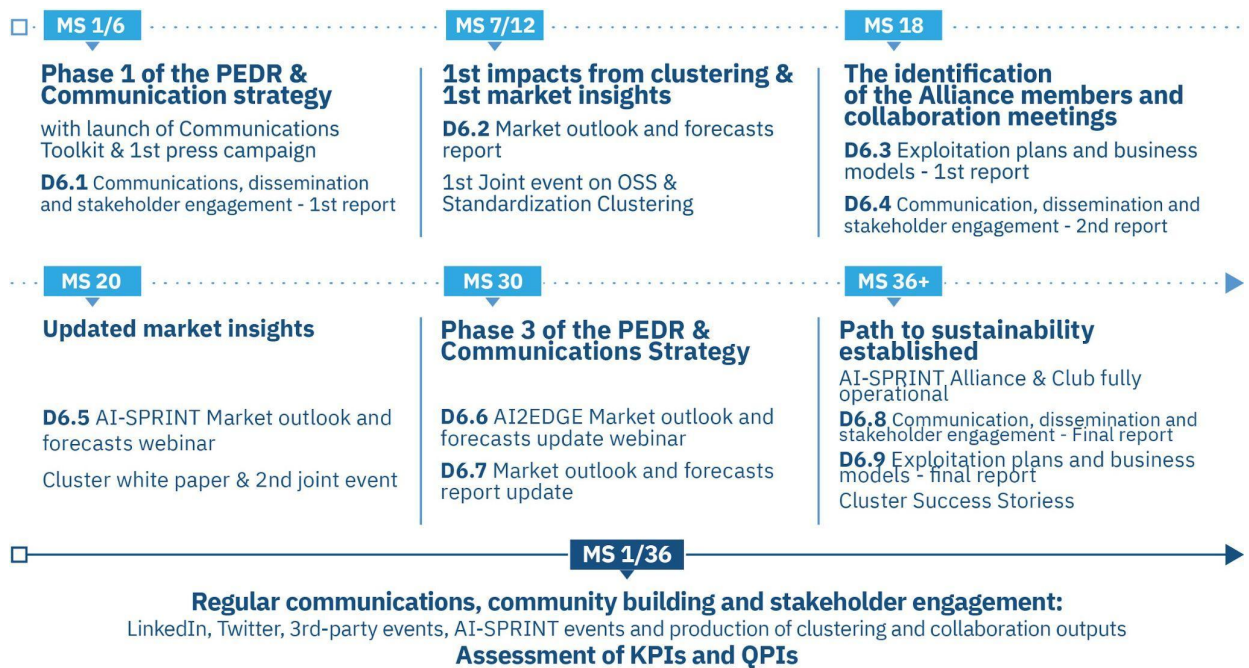 MS 1/6
Phase 1 of the PEDR &
Communication strategy
with launch of Communications
Toolkit & 1st press campaign
D6.1 Communications, dissemination
and stakeholder engagement - 1st report
MS 7/12
1st impacts from clustering &
1st market insights
D6.2 Market outlook and forecasts
report
1st Joint event on OSS &
Standardization Clustering
MS 18
The identification
of the Alliance members and
collaboration meetings
D6.3 Exploitation plans and business
models - 1st report
D6.4 Communication, dissemination and
stakeholder engagement - 2nd report
MS 20
Updated market insights
D6.5 AI-SPRINT Market outlook and
forecasts webinar
Cluster white paper & 2nd joint event
MS 30
Phase 3 of the PEDR &
Communications Strategy
D6.6 AI2EDGE Market outlook and
forecasts update webinar
D6.7 Market outlook and forecasts
report update
MS 36+
Path to sustainability
established
AI-SPRINT Alliance & Club fully
operational
D6.8 Communication, dissemination and
stakeholder engagement - Final report
D6.9 Exploitation plans and business
models - final report
Cluster Success Storiess
MS 1/36
Regular communications, community building and stakeholder engagement:
LinkedIn, Twitter, 3rd-party events, AI-SPRINT events and production of clustering and collaboration outputs
Assessment of KPIs and QPIs